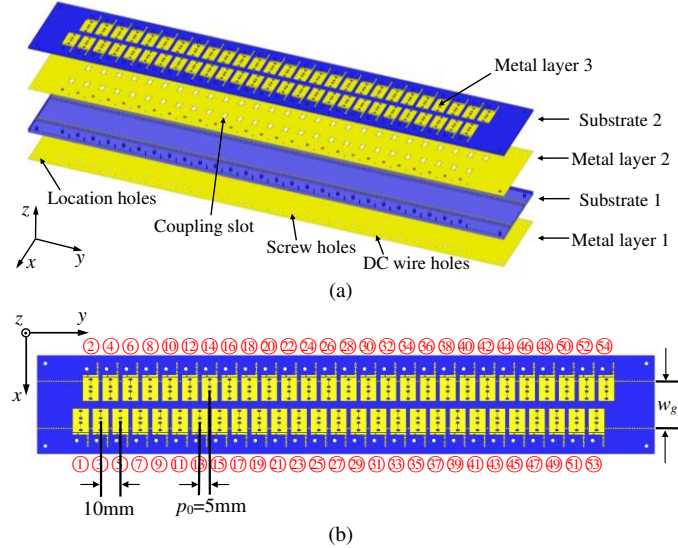 Metal layer 3
Substrate 2
Metal layer 2
Substrate 1
Metal layer 1
Location holes
Coupling slot
Screw holes
DC wire holes
z
x
y
(a)
z
y
x
② ④ ⑥ ⑧ ⑩ ⑫ ⑭ ⑯ ⑱ ⑳ ㉒ ㉔ ㉖ ㉘ ㉚ ㉜ ㉞ ㊱ ㊳ ㊵ ㊷ ㊹ ㊻ ㊽ ㊿ 52 54
w_g
① ③ ⑤ ⑦ ⑨ ⑪ ⑬ ⑮ ⑰ ⑲ ㉑ ㉓ ㉕ ㉗ ㉙ ㉛ ㉝ ㉟ ㊲ ㊴ ㊶ ㊸ ㊺ ㊼ ㊾ 51 53
10mm
p₀=5mm
(b)